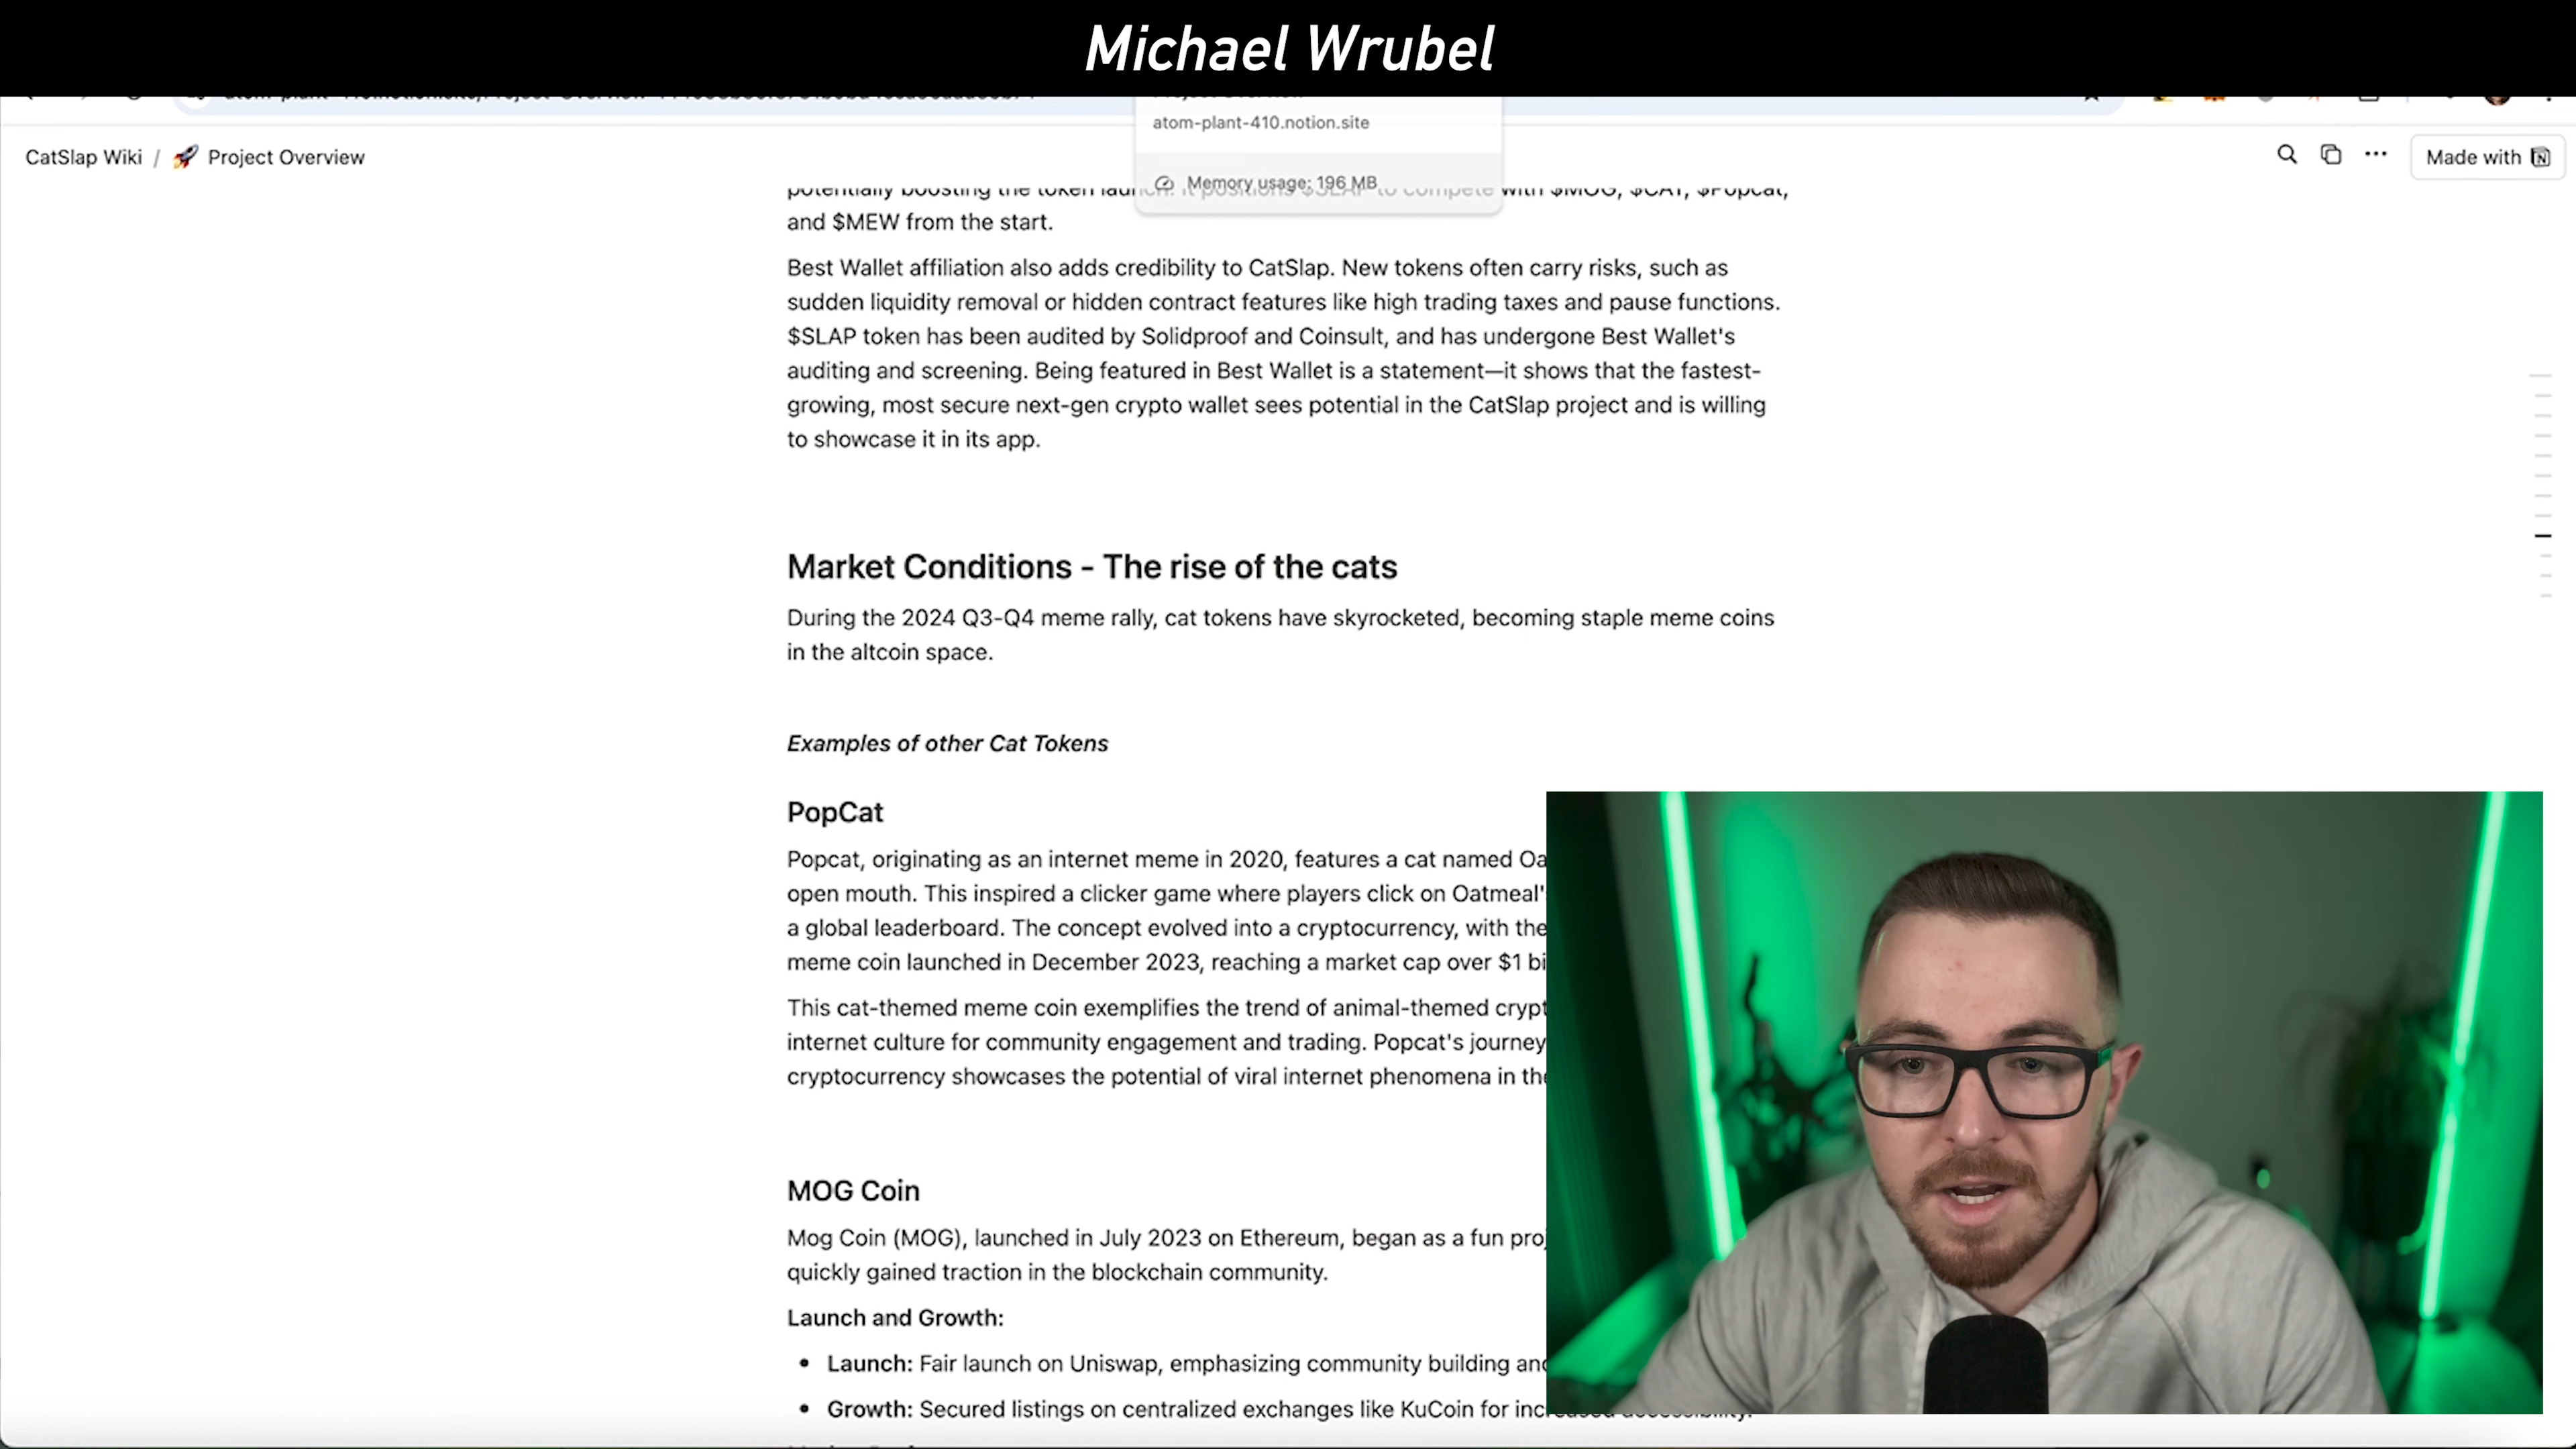 Michael Wrubel
atom-plant-410.notion.site
Memory usage: 196 MB
CatSlap Wiki / Project Overview
Made with
potentially boosting the token launch. It positions $SLAP to compete with $MOG, $CAT, $Popcat,
and $MEW from the start.
Best Wallet affiliation also adds credibility to CatSlap. New tokens often carry risks, such as
sudden liquidity removal or hidden contract features like high trading taxes and pause functions.
$SLAP token has been audited by Solidproof and Coinsult, and has undergone Best Wallet's
auditing and screening. Being featured in Best Wallet is a statement—it shows that the fastest-
growing, most secure next-gen crypto wallet sees potential in the CatSlap project and is willing
to showcase it in its app.
Market Conditions - The rise of the cats
During the 2024 Q3-Q4 meme rally, cat tokens have skyrocketed, becoming staple meme coins
in the altcoin space.
Examples of other Cat Tokens
PopCat
Popcat, originating as an internet meme in 2020, features a cat named Oa
open mouth. This inspired a clicker game where players click on Oatmeal'
a global leaderboard. The concept evolved into a cryptocurrency, with the
meme coin launched in December 2023, reaching a market cap over $1 bi
This cat-themed meme coin exemplifies the trend of animal-themed crypt
internet culture for community engagement and trading. Popcat's journey
cryptocurrency showcases the potential of viral internet phenomena in the
MOG Coin
Mog Coin (MOG), launched in July 2023 on Ethereum, began as a fun proj
quickly gained traction in the blockchain community.
Launch and Growth:
• Launch: Fair launch on Uniswap, emphasizing community building and
• Growth: Secured listings on centralized exchanges like KuCoin for increased accessibility.